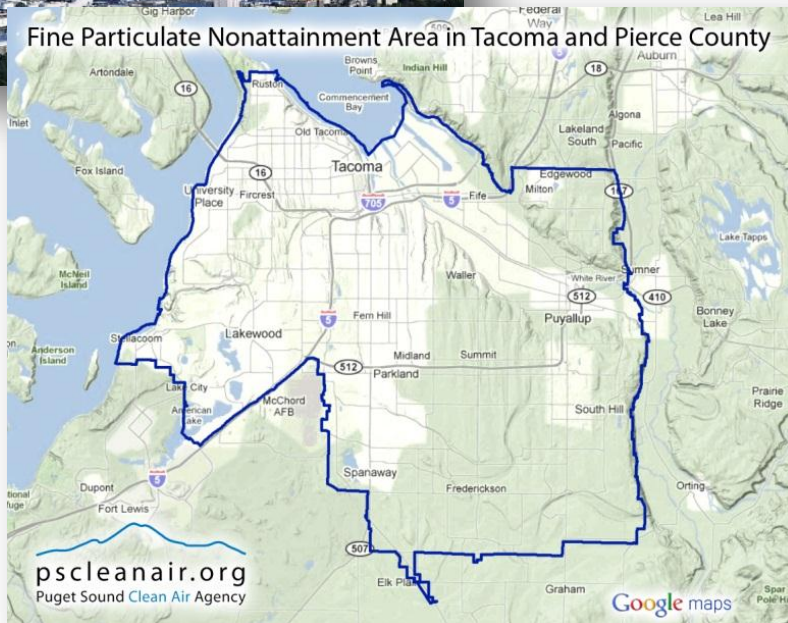 Gig Harbor
Federal
Way
Lea Hill
Fine Particulate Nonattainment Area in Tacoma and Pierce County
Browns
Point
Indian Hill
5
18
Auburn
Artondale
16
Ruston
Commencement
Bay
Algona
Inlet
Old Tacoma
Lakeland
South
Pacific
Fox Island
16
Tacoma
Edgewood
University
Place
Fircrest
705
5
Fife
Milton
167
Lake Tapps
McNeil
Island
Waller
White River
Sumner
512
410
5
Fern Hill
Puyallup
Bonney
Lake
Steilacoom
Lakewood
Anderson
Island
512
Midland
Summit
Parkland
Lake City
American
Lake
McChord
AFB
South Hill
Prairie
Ridge
5
Spanaway
Dupont
Frederickson
Orting
Fort Lewis
507
pscleanair.org
Puget Sound Clean Air Agency
Graham
Google maps